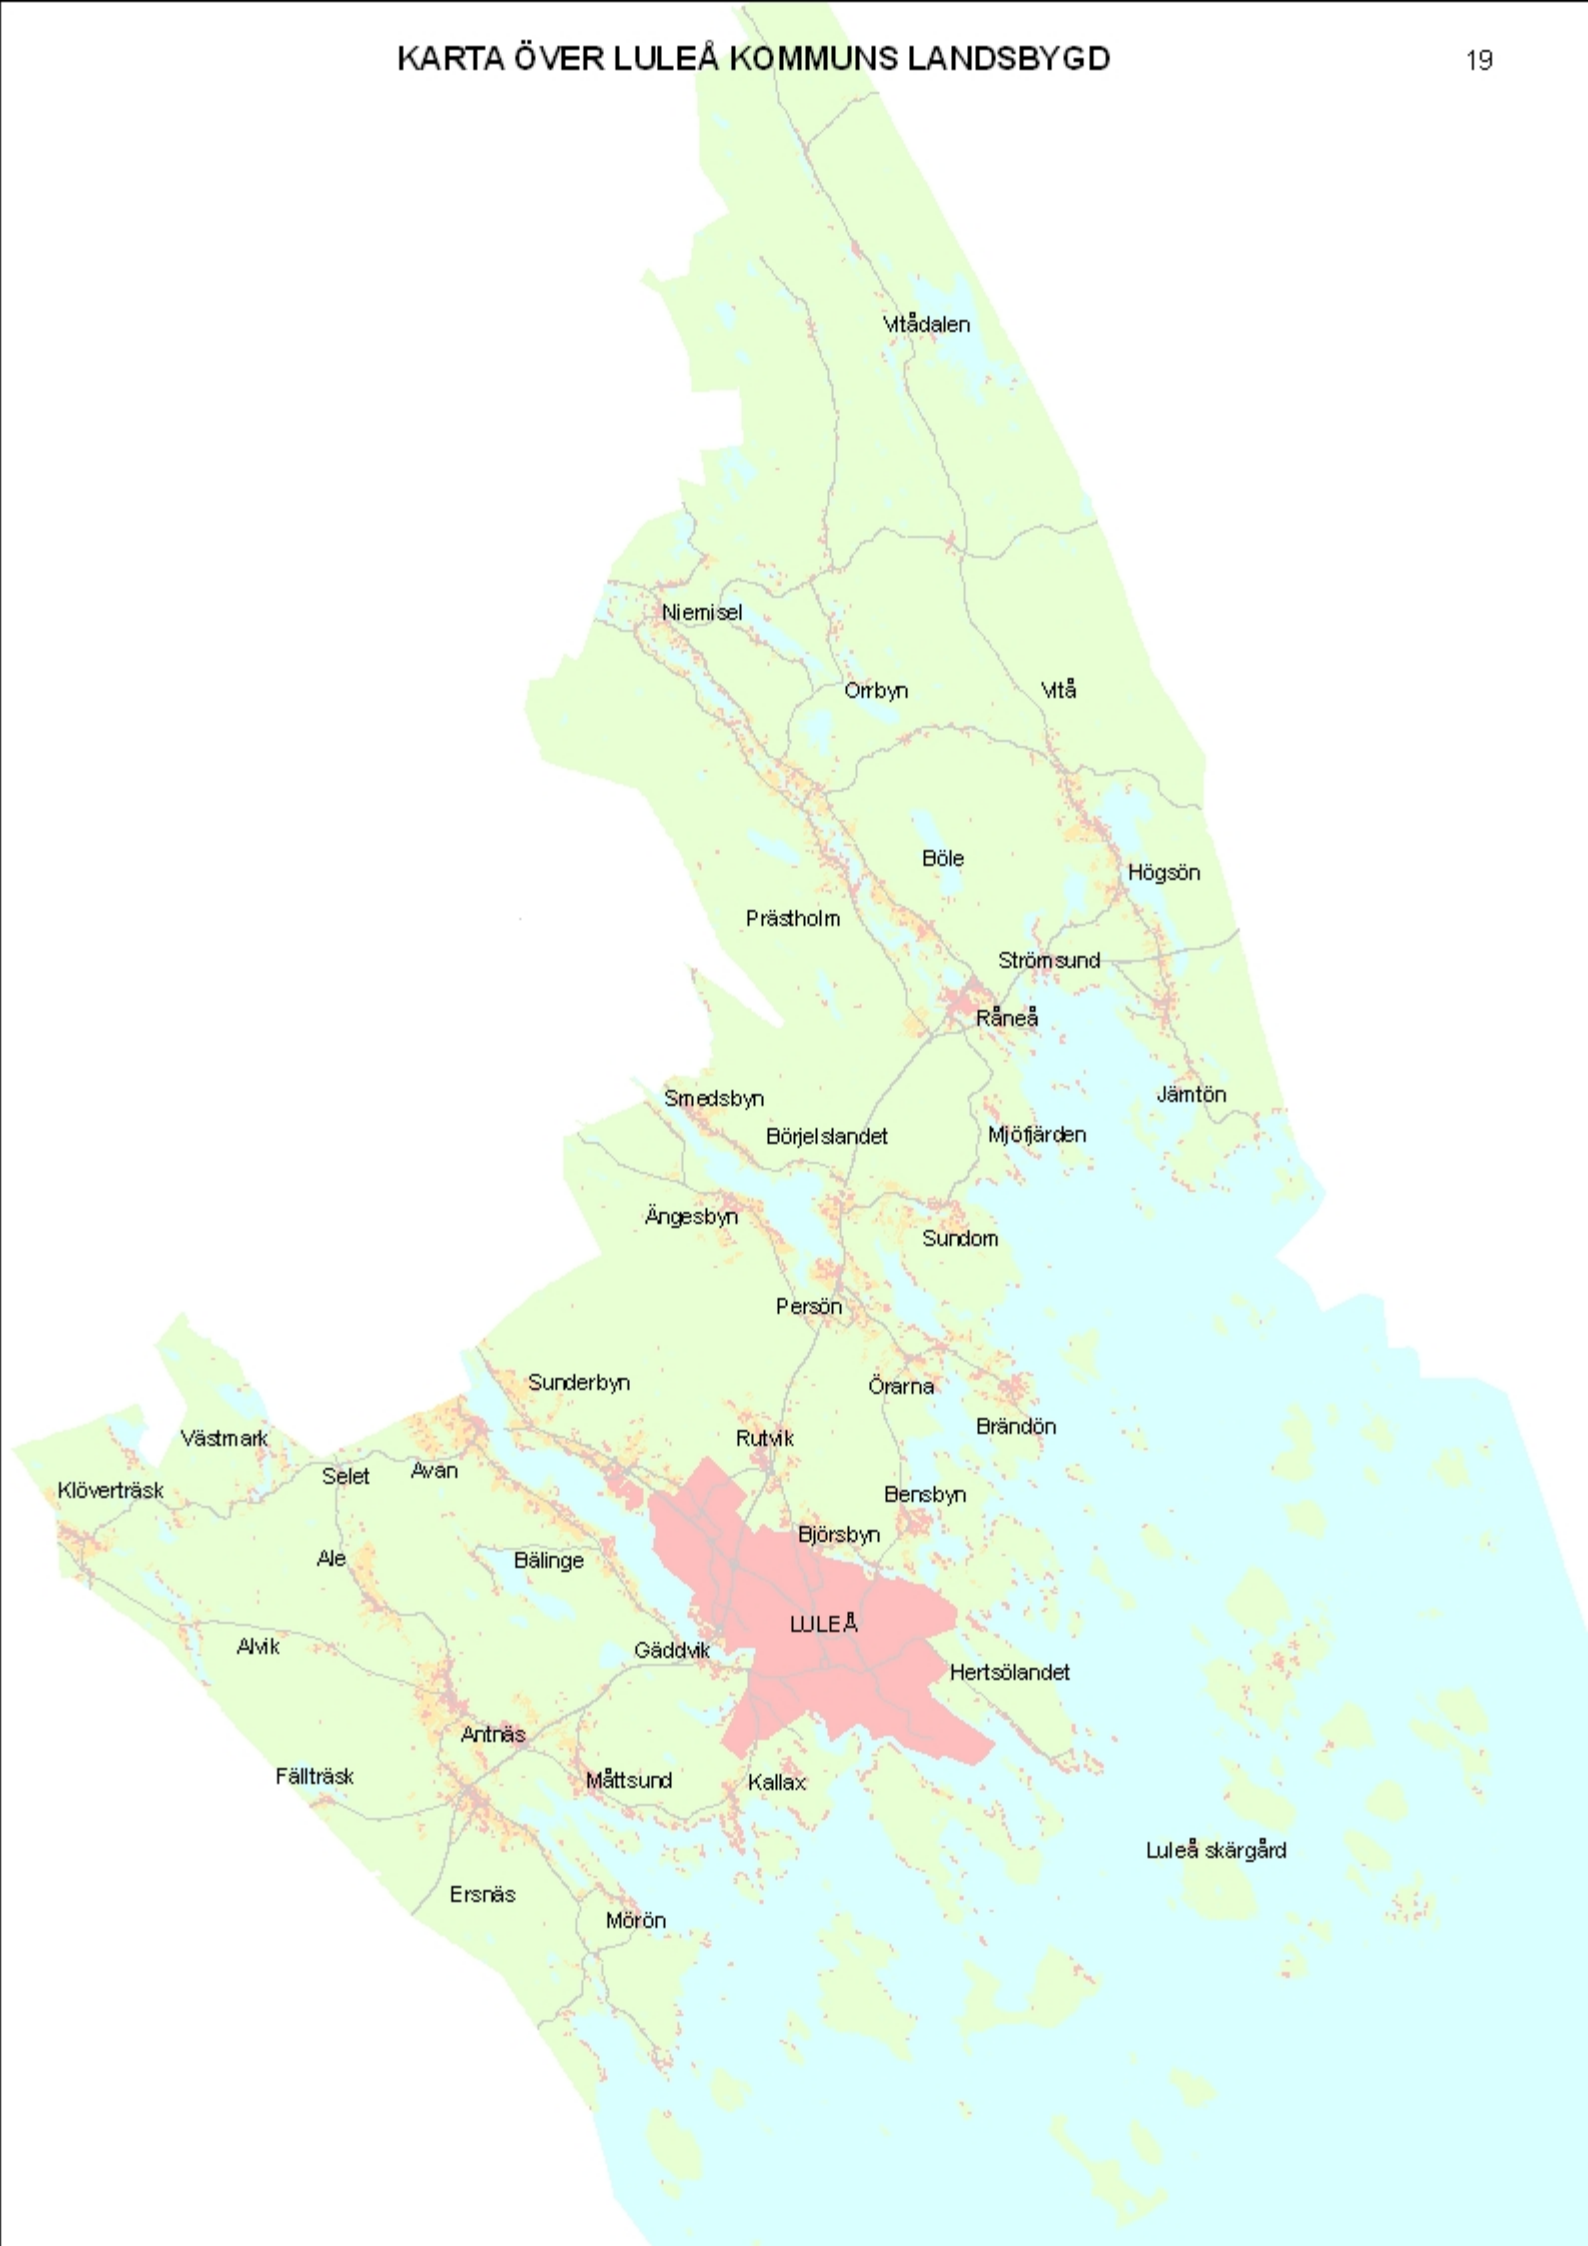 KARTA ÖVER LULEÅ KOMMUNS LANDSBYGD
19
Vitådalen
Niemisel
Orrbyn
Vitå
Böle
Högsön
Prästholm
Strömsund
Råneå
Smedsbyn
Jämtön
Börjelslandet
Mjöfjärden
Ängesbyn
Sundom
Persön
Sunderbyn
Örarna
Brändön
Västmark
Rutvik
Selet
Avan
Klöverträsk
Bensbyn
Björsbyn
Ale
Bälinge
LULEÅ
Alvik
Gäddvik
Hertsölandet
Antnäs
Fällträsk
Måttsund
Kallax
Luleå skärgård
Ersnäs
Mörön